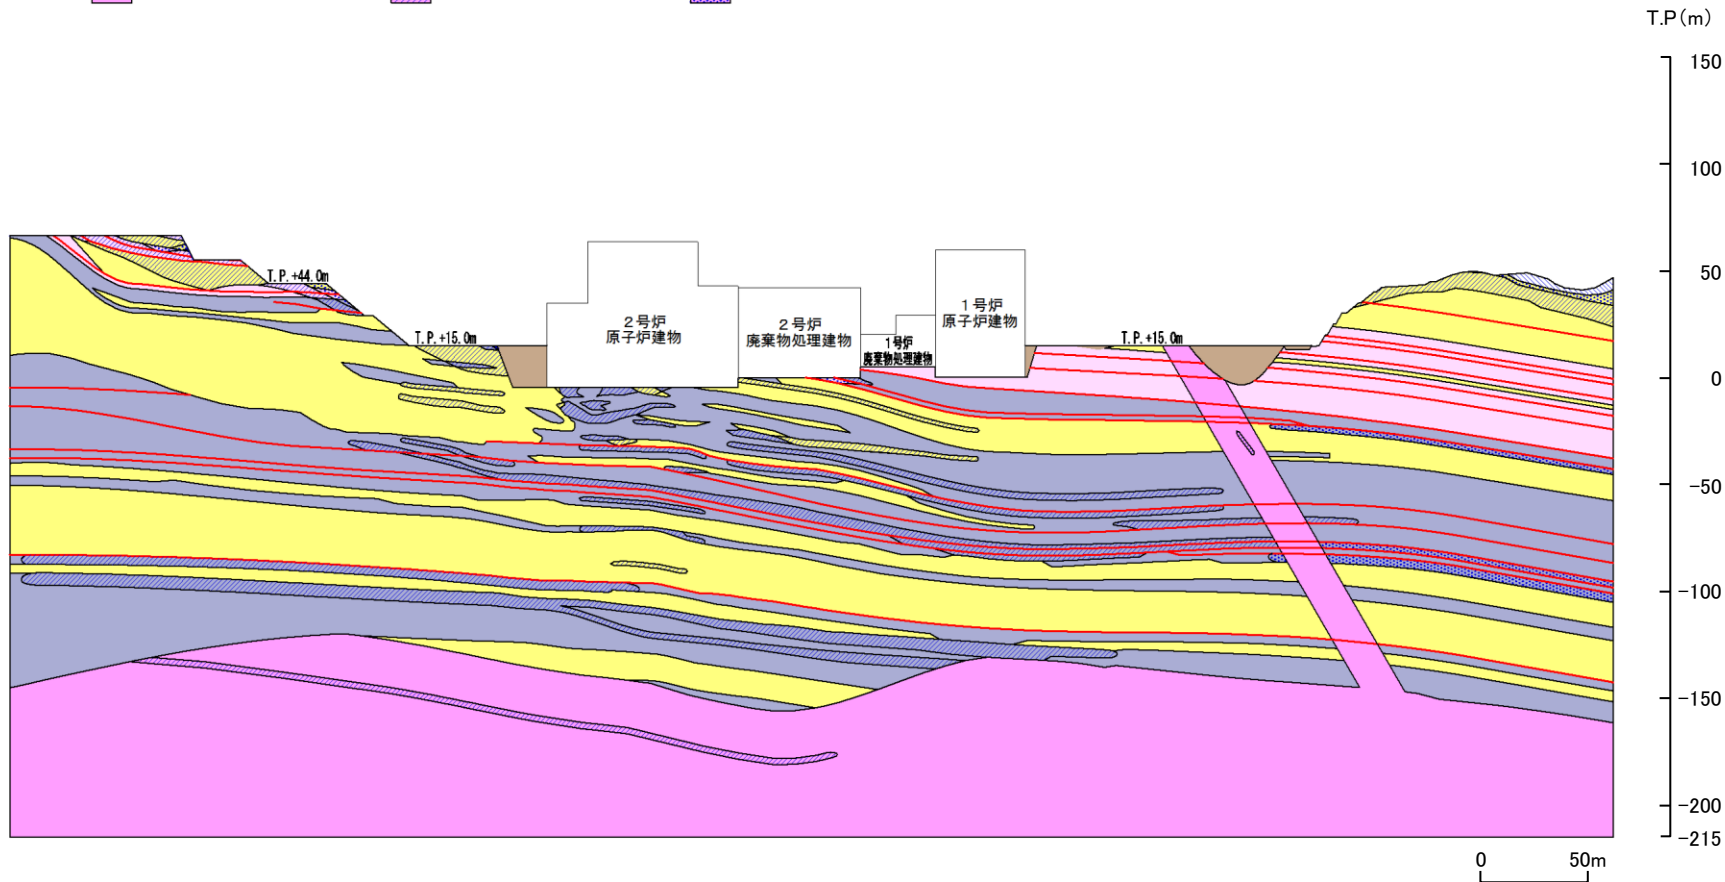 T.P(m)
150
100
50
0
-50
-100
-150
-200
-215
T.P.+44.0m
T.P.+15.0m
2号炉
原子炉建物
2号炉
廃棄物処理建物
1号炉
廃棄物処理建物
1号炉
原子炉建物
T.P.+15.0m
0 50m